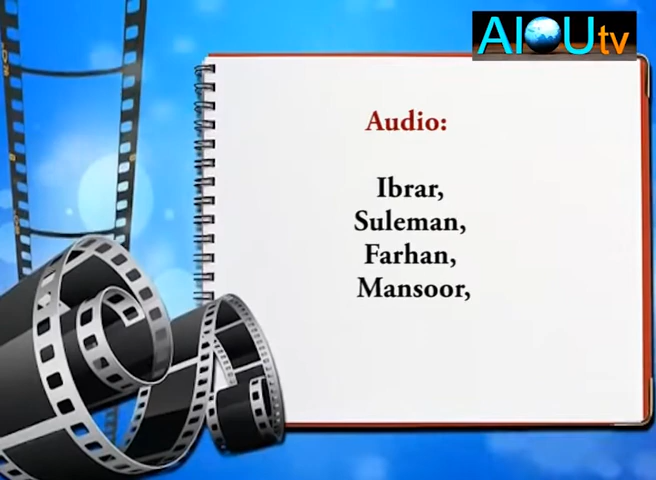 AIOUtv
Audio:
Ibrar,
Suleman,
Farhan,
Mansoor,